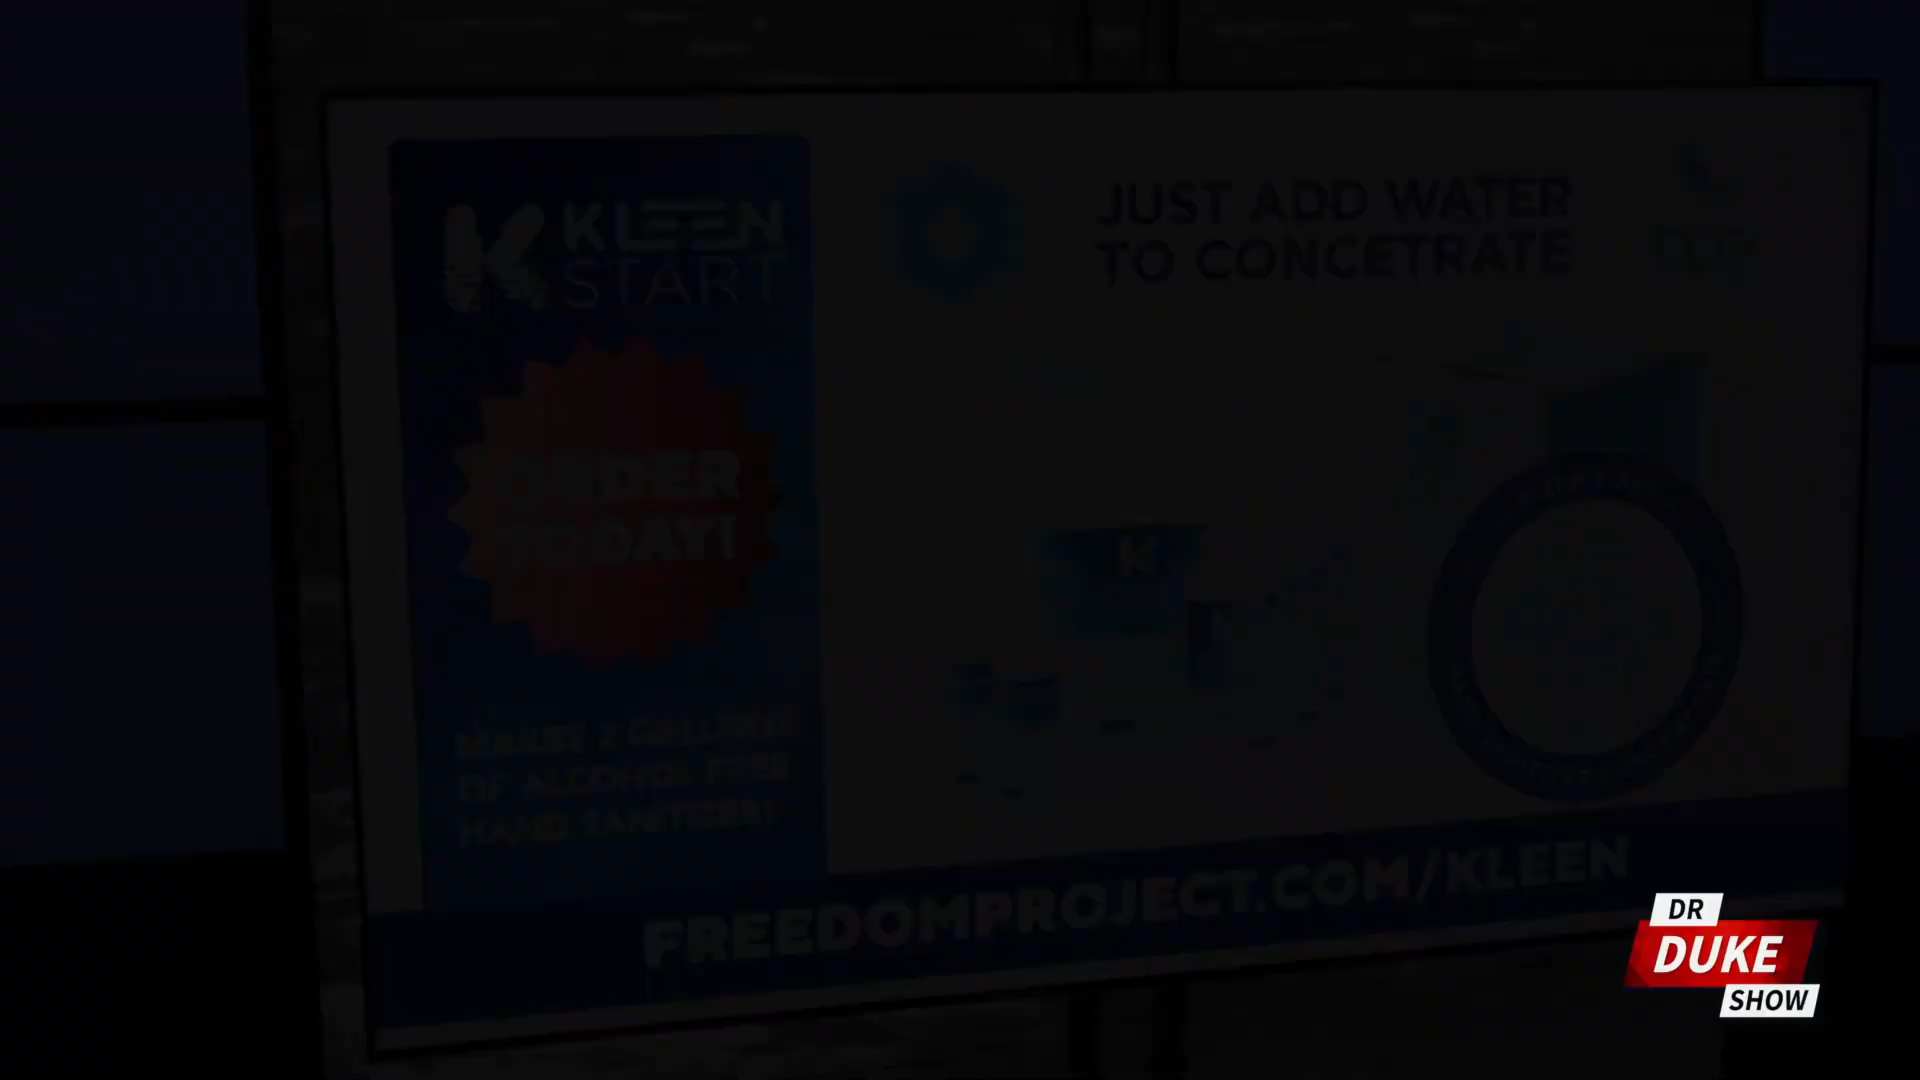 K KLEEN
START
JUST ADD WATER
TO CONCETRATE
ORDER
TODAY!
K
MAKES 2 GALLONS
OF ALCOHOL FREE
HAND SANITIZER!
FREEDOMPROJECT.COM/KLEEN
DR
DUKE
SHOW